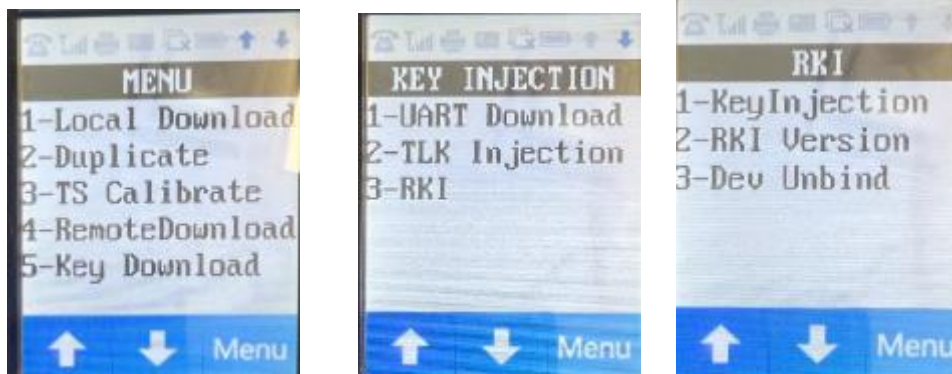 MENU
1-Local Download
2-Duplicate
3-TS Calibrate
4-RemoteDownload
5-Key Download
Menu
KEY INJECTION
1-UART Download
2-TLK Injection
3-RKI
Menu
RKI
1-KeyInjection
2-RKI Version
3-Dev Unbind
Menu